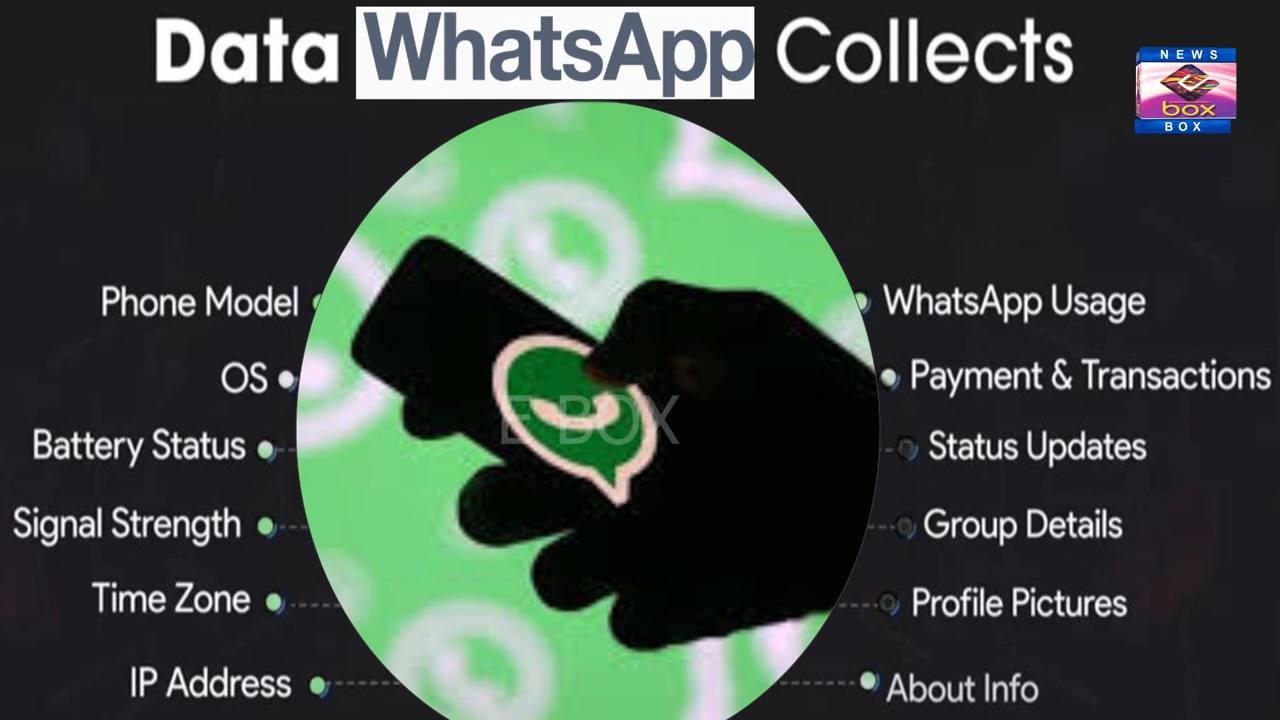 Data WhatsApp Collects
NEWS
box
BOX
Phone Model
OS
Battery Status
Signal Strength
Time Zone
IP Address
E BOX
WhatsApp Usage
Payment & Transactions
Status Updates
Group Details
Profile Pictures
About Info